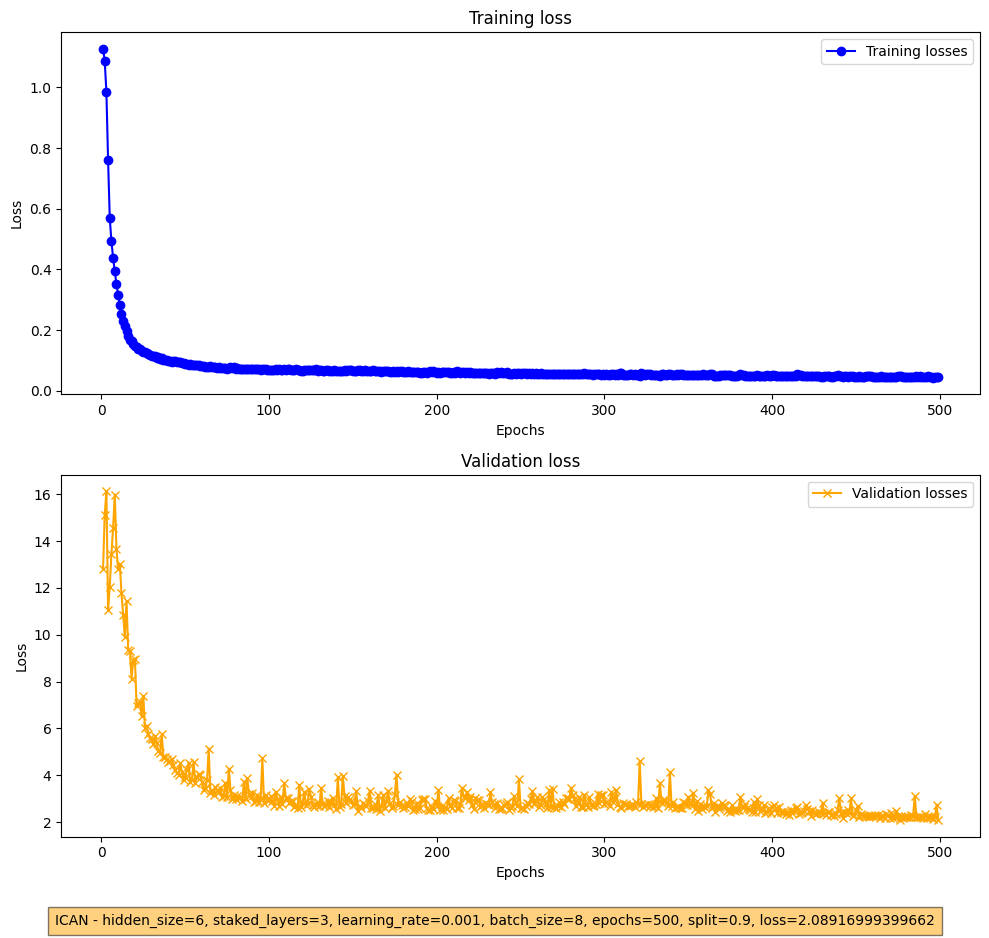 Training loss
Training losses
Loss
1.0
0.8
0.6
0.4
0.2
0.0
0 100 200 300 400 500
Epochs
Validation loss
Validation losses
Loss
16
14
12
10
8
6
4
2
0 100 200 300 400 500
Epochs
ICAN - hidden_size=6, staked_layers=3, learning_rate=0.001, batch_size=8, epochs=500, split=0.9, loss=2.08916999399662